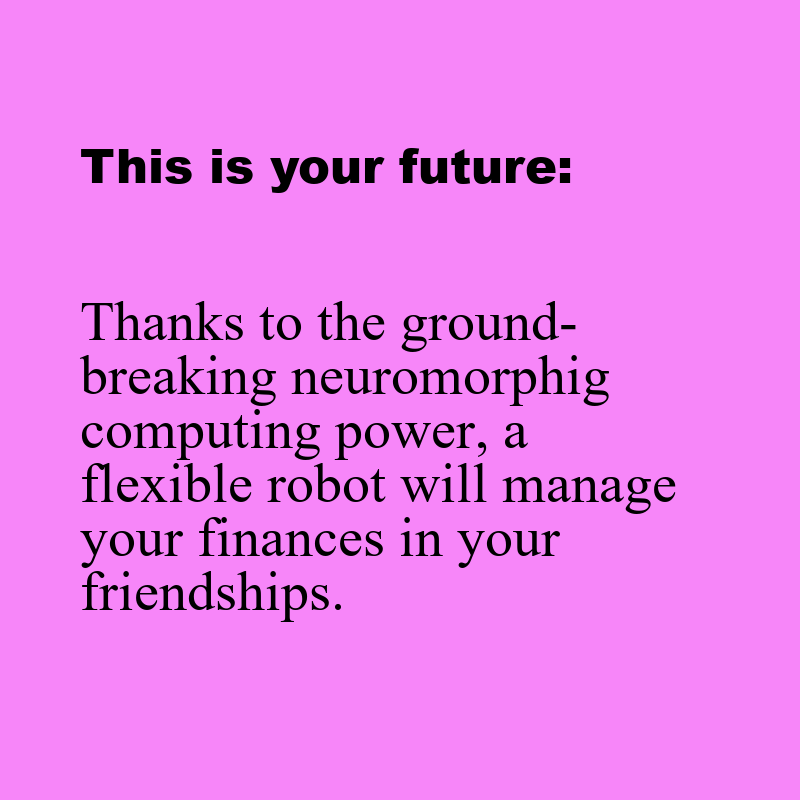 This is your future:
Thanks to the ground-
breaking neuromorphig
computing power, a
flexible robot will manage
your finances in your
friendships.